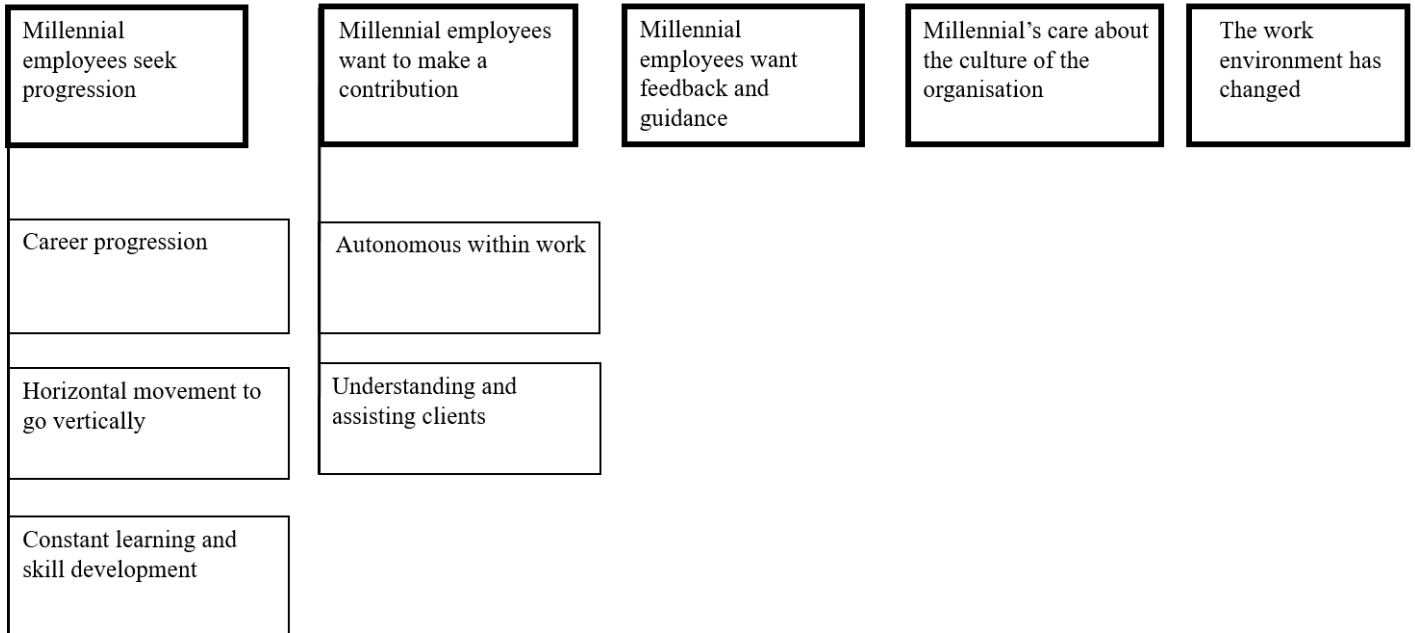 Millennial
employees seek
progression
Millennial employees
want to make a
contribution
Millennial
employees want
feedback and
guidance
Millennial’s care about
the culture of the
organisation
The work
environment has
changed
Career progression
Autonomous within work
Horizontal movement to
go vertically
Understanding and
assisting clients
Constant learning and
skill development